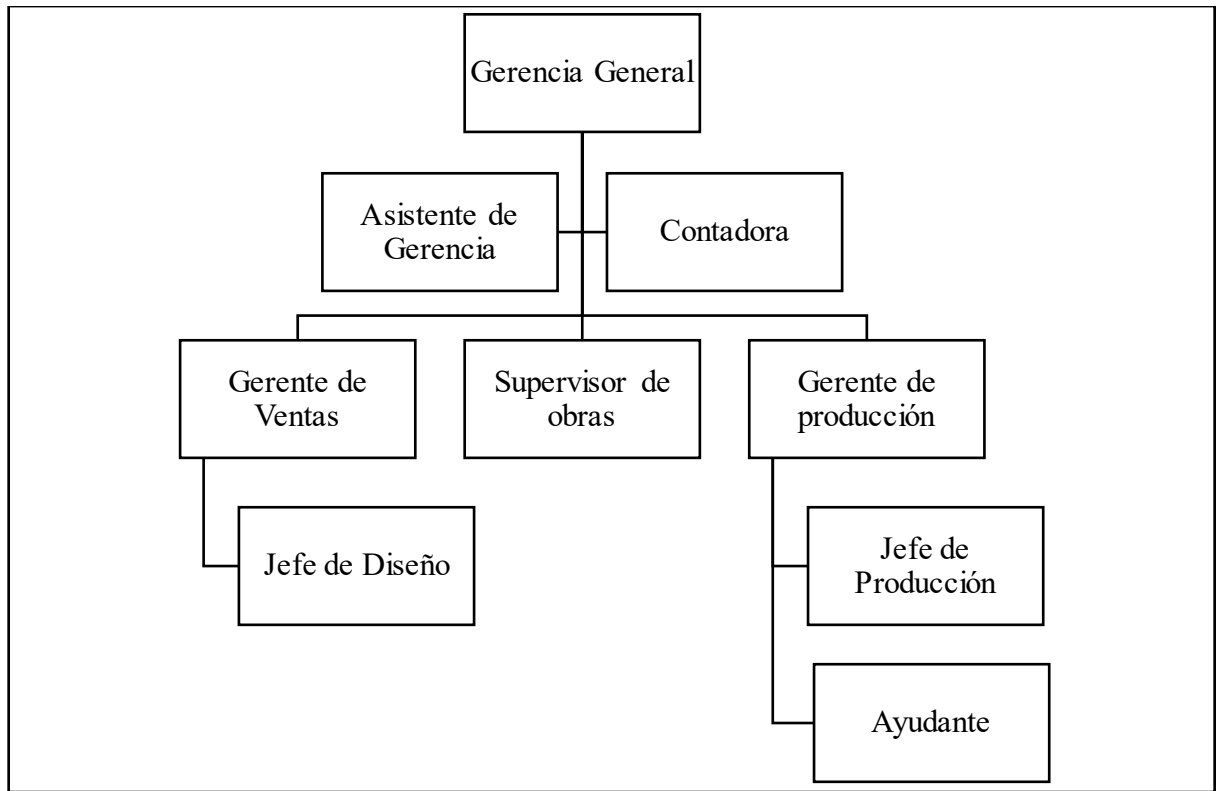 Gerencia General
Asistente de
Gerencia
Contadora
Gerente de
Ventas
Supervisor de
obras
Gerente de
producción
Jefe de Diseño
Jefe de
Producción
Ayudante